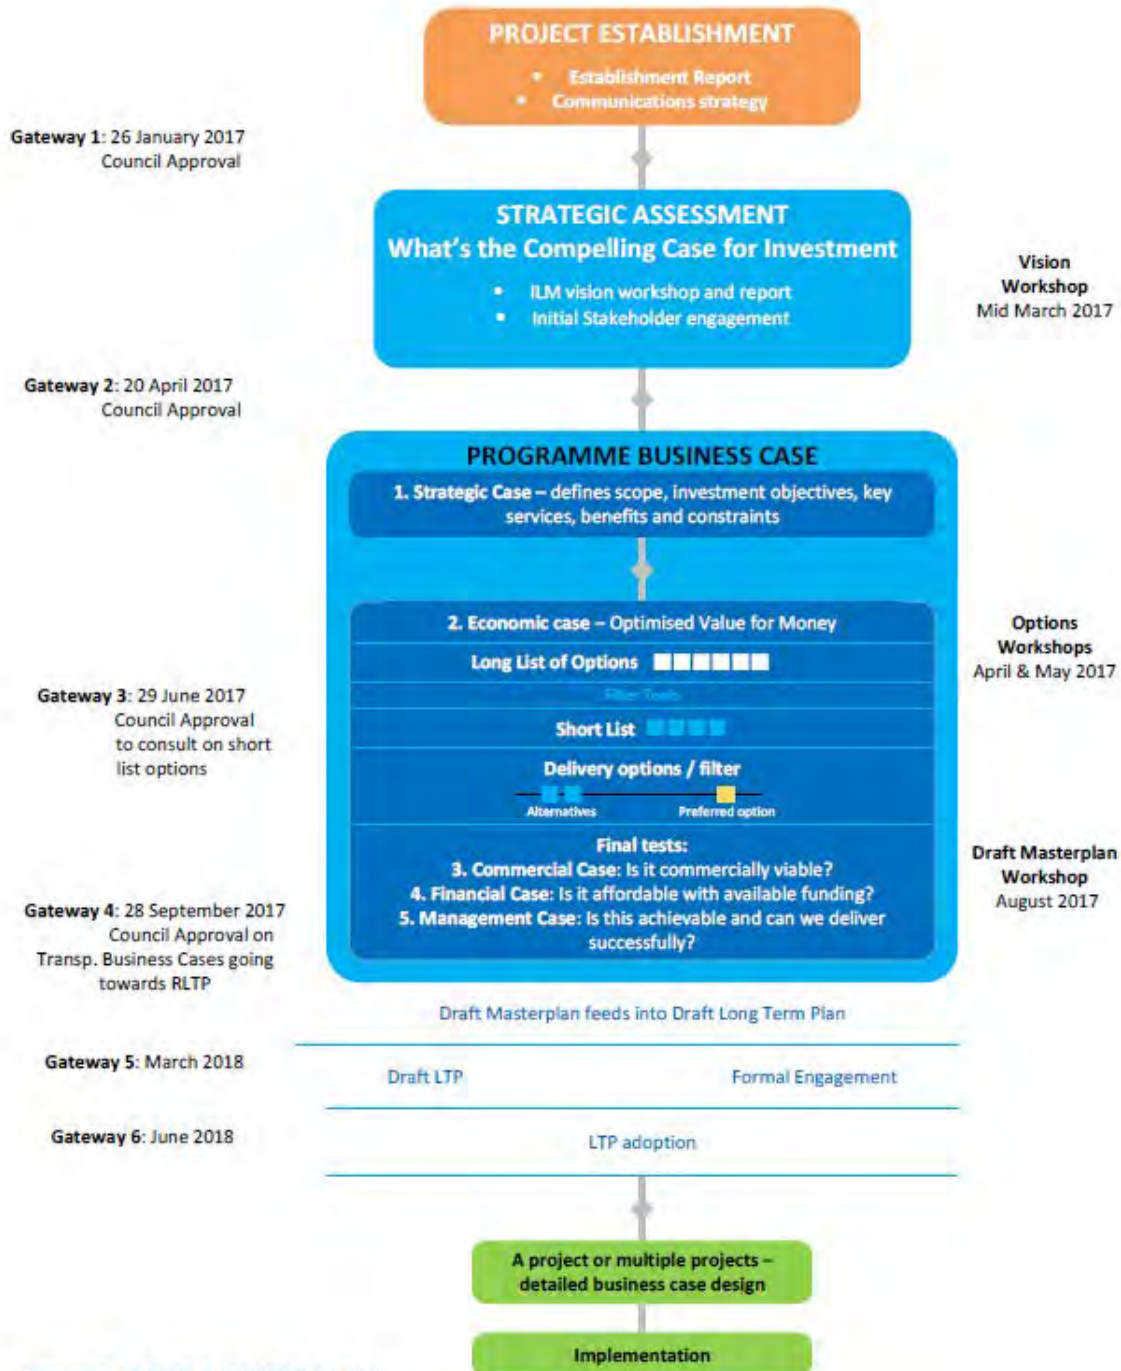 PROJECT ESTABLISHMENT
Establishment Report
Communications strategy
Gateway 1: 26 January 2017
Council Approval
STRATEGIC ASSESSMENT
What's the Compelling Case for Investment
ILM vision workshop and report
Initial Stakeholder engagement
Vision
Workshop
Mid March 2017
Gateway 2: 20 April 2017
Council Approval
PROGRAMME BUSINESS CASE
1. Strategic Case – defines scope, investment objectives, key
services, benefits and constraints
2. Economic case – Optimised Value for Money
Long List of Options
Filter Tools
Short List
Delivery options / filter
Alternatives
Preferred option
Options
Workshops
April & May 2017
Gateway 3: 29 June 2017
Council Approval
to consult on short
list options
Final tests:
3. Commercial Case: Is it commercially viable?
4. Financial Case: Is it affordable with available funding?
5. Management Case: Is this achievable and can we deliver
successfully?
Draft Masterplan
Workshop
August 2017
Gateway 4: 28 September 2017
Council Approval on
Transp. Business Cases going
towards RLTP
Draft Masterplan feeds into Draft Long Term Plan
Gateway 5: March 2018
Draft LTP
Formal Engagement
Gateway 6: June 2018
LTP adoption
A project or multiple projects –
detailed business case design
Implementation